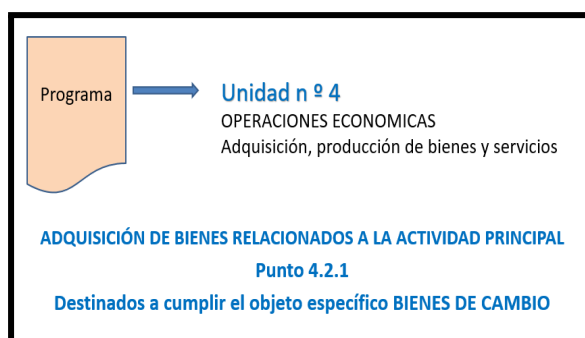 Programa
Unidad n º 4
OPERACIONES ECONOMICAS
Adquisición, producción de bienes y servicios
ADQUISICIÓN DE BIENES RELACIONADOS A LA ACTIVIDAD PRINCIPAL
Punto 4.2.1
Destinados a cumplir el objeto específico BIENES DE CAMBIO